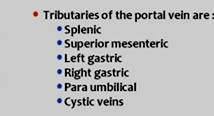 Tributaries of the portal vein are :
Splenic
Superior mesenteric
Left gastric
Right gastric
Para umbilical
Cystic veins